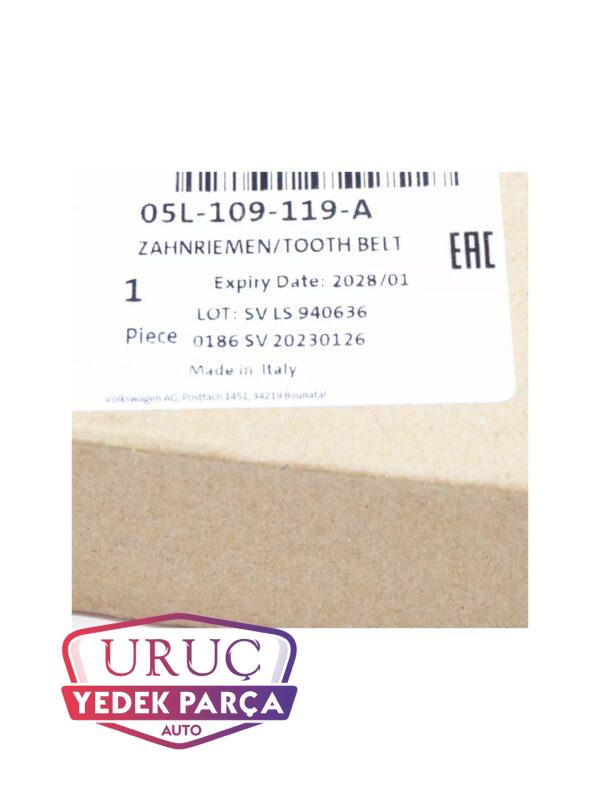 05L-109-119-A
ZAHNRIEMEN/TOOTH BELT
EAC
1
Expiry Date: 2028/01
LOT: SV LS 940636
Piece 0186 SV 20230126
Made in Italy
Volkswagen AG, Postfach 1451, 34219 Baunatal
URUÇ
YEDEK PARÇA
AUTO